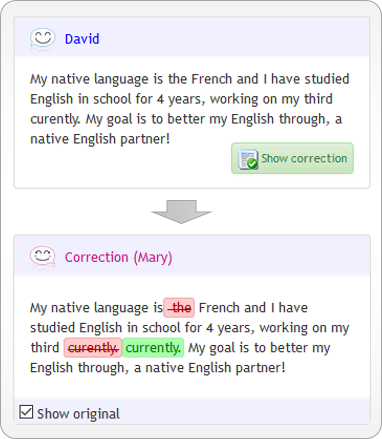 David
My native language is the French and I have studied
English in school for 4 years, working on my third
curently. My goal is to better my English through, a
native English partner!
Show correction
Correction (Mary)
My native language is the French and I have
studied English in school for 4 years, working on my
third curently. currently. My goal is to better my
English through, a native English partner!
Show original